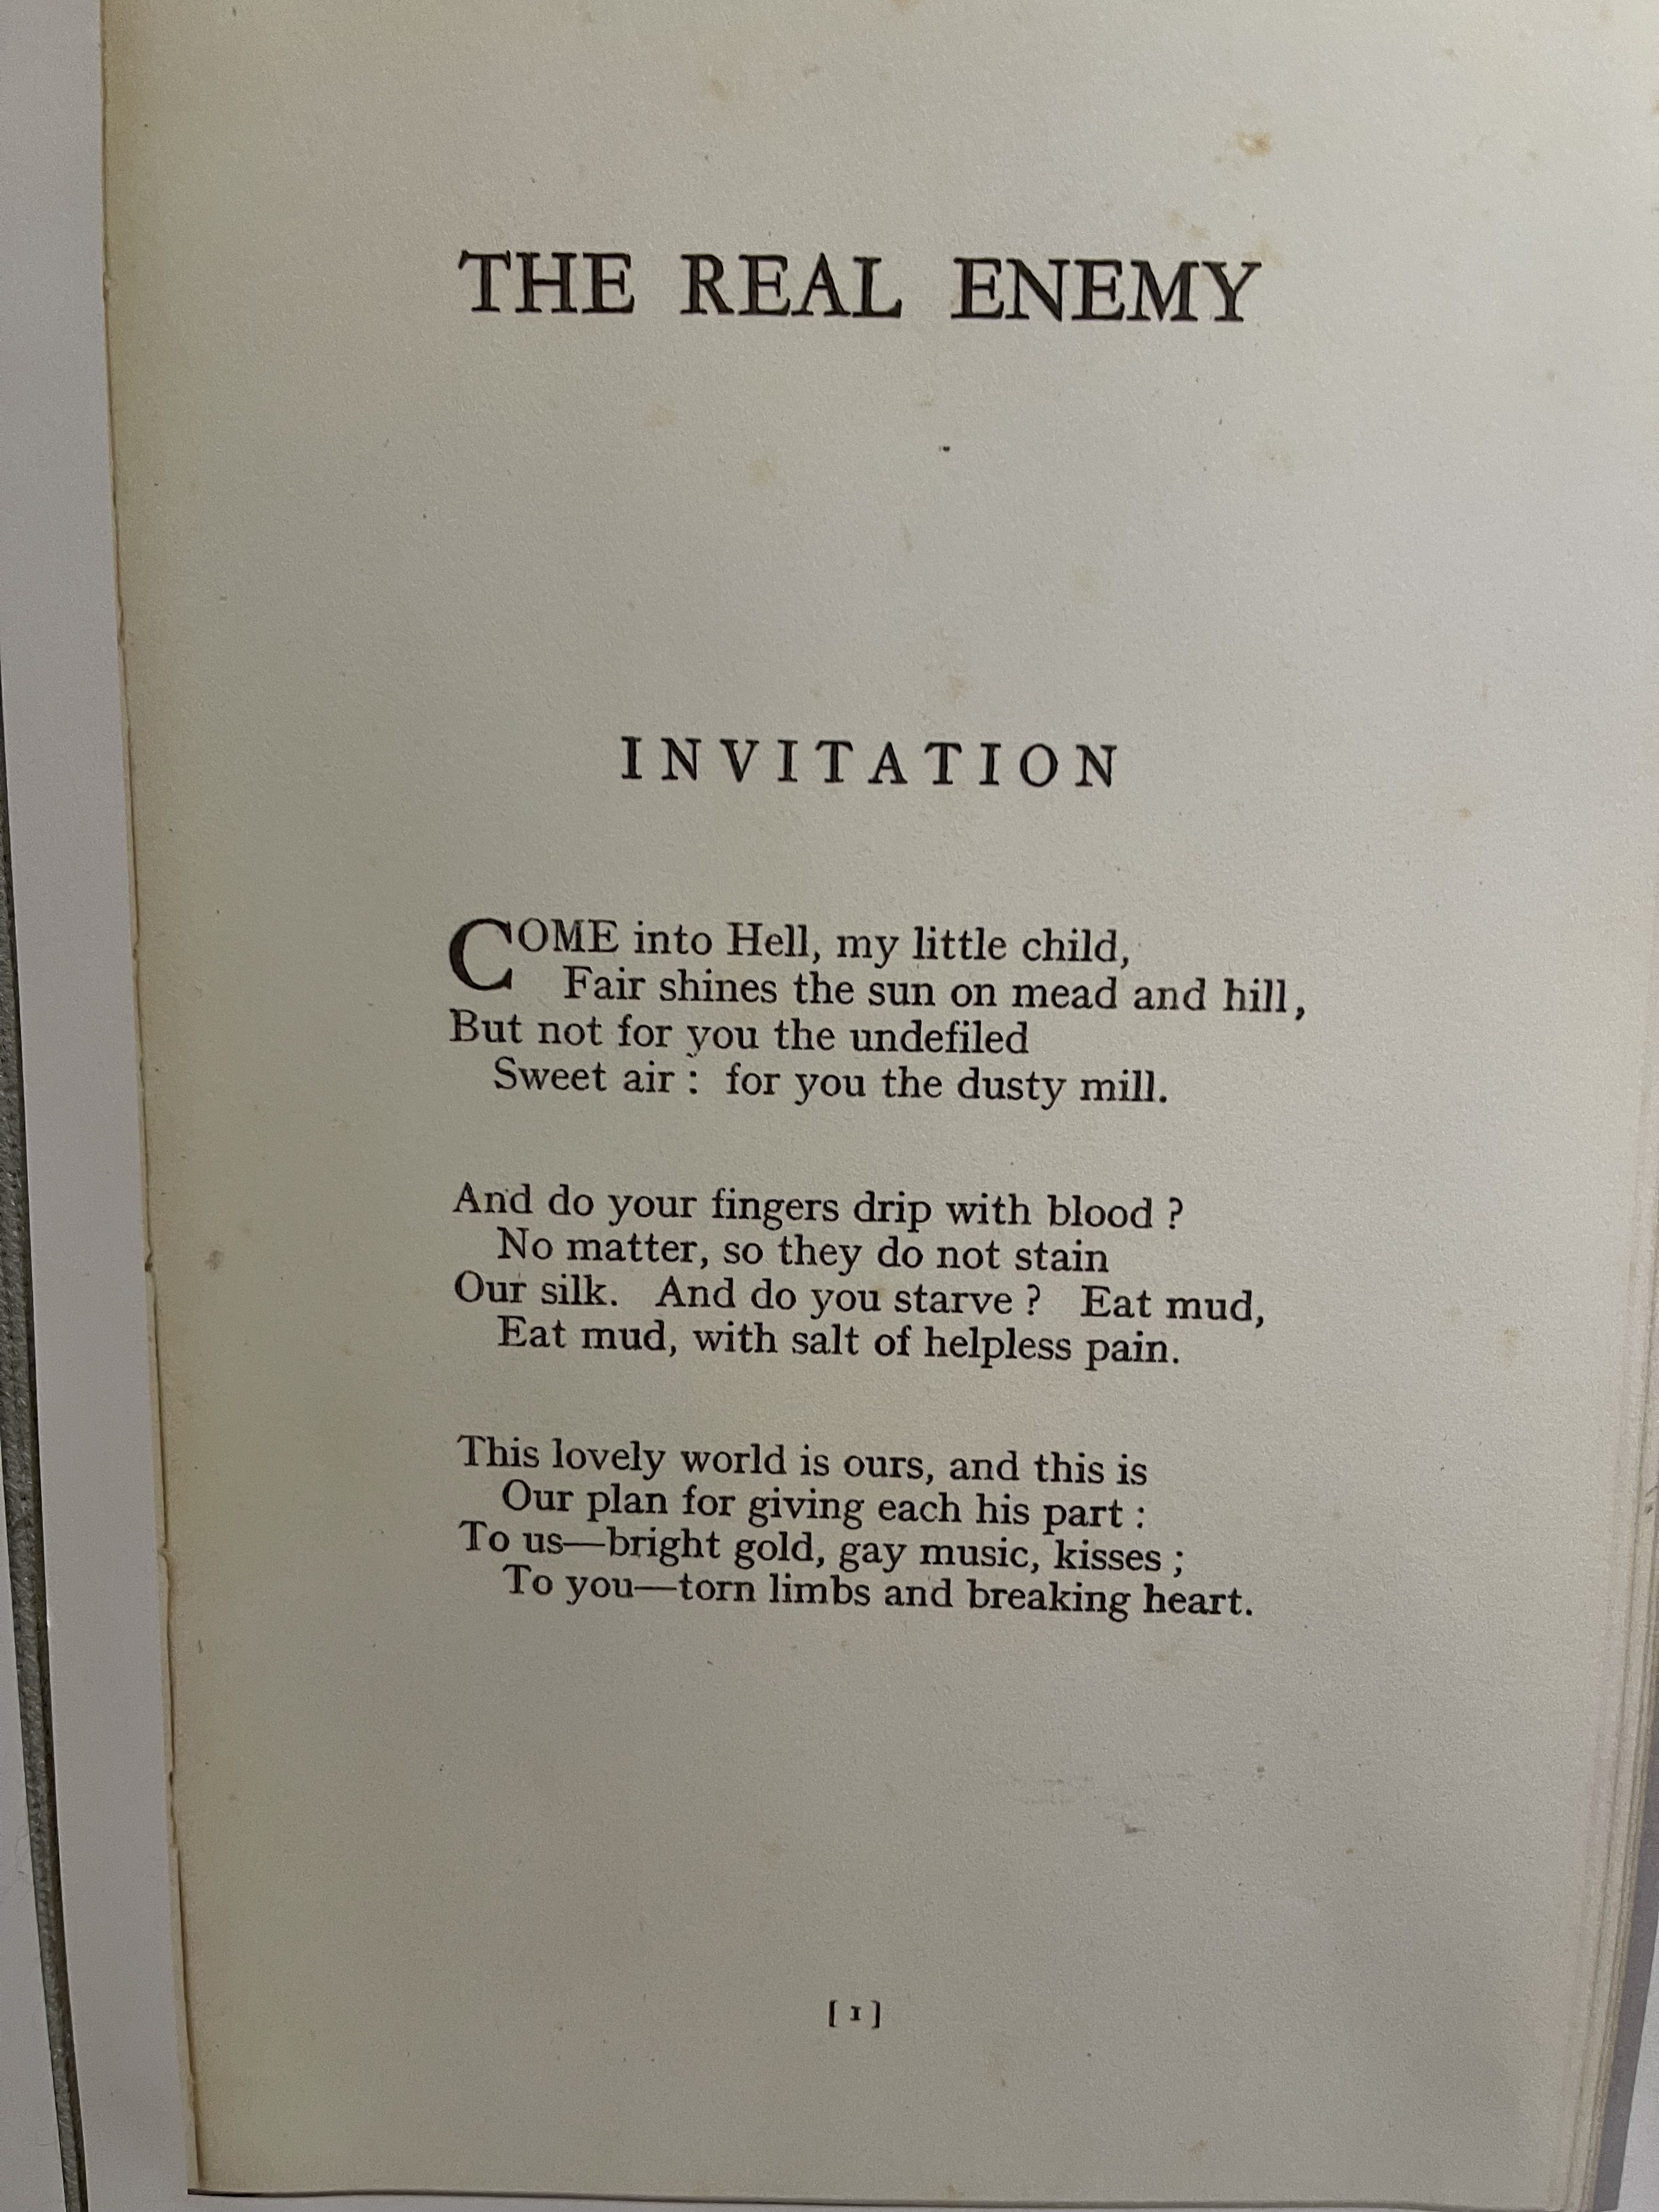 THE REAL ENEMY
INVITATION
COME into Hell, my little child,
Fair shines the sun on mead and hill,
But not for you the undefiled
Sweet air : for you the dusty mill.
And do your fingers drip with blood ?
No matter, so they do not stain
Our silk. And do you starve ? Eat mud,
Eat mud, with salt of helpless pain.
This lovely world is ours, and this is
Our plan for giving each his part :
To us—bright gold, gay music, kisses ;
To you—torn limbs and breaking heart.
[ 1 ]